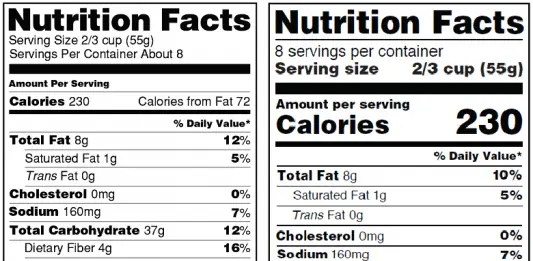 Nutrition Facts
Serving Size 2/3 cup (55g)
Servings Per Container About 8
Amount Per Serving
Calories 230 Calories from Fat 72
% Daily Value*
Total Fat 8g 12%
Saturated Fat 1g 5%
Trans Fat 0g
Cholesterol 0mg 0%
Sodium 160mg 7%
Total Carbohydrate 37g 12%
Dietary Fiber 4g 16%
Nutrition Facts
8 servings per container
Serving size 2/3 cup (55g)
Amount per serving
Calories 230
% Daily Value*
Total Fat 8g 10%
Saturated Fat 1g 5%
Trans Fat 0g
Cholesterol 0mg 0%
Sodium 160mg 7%